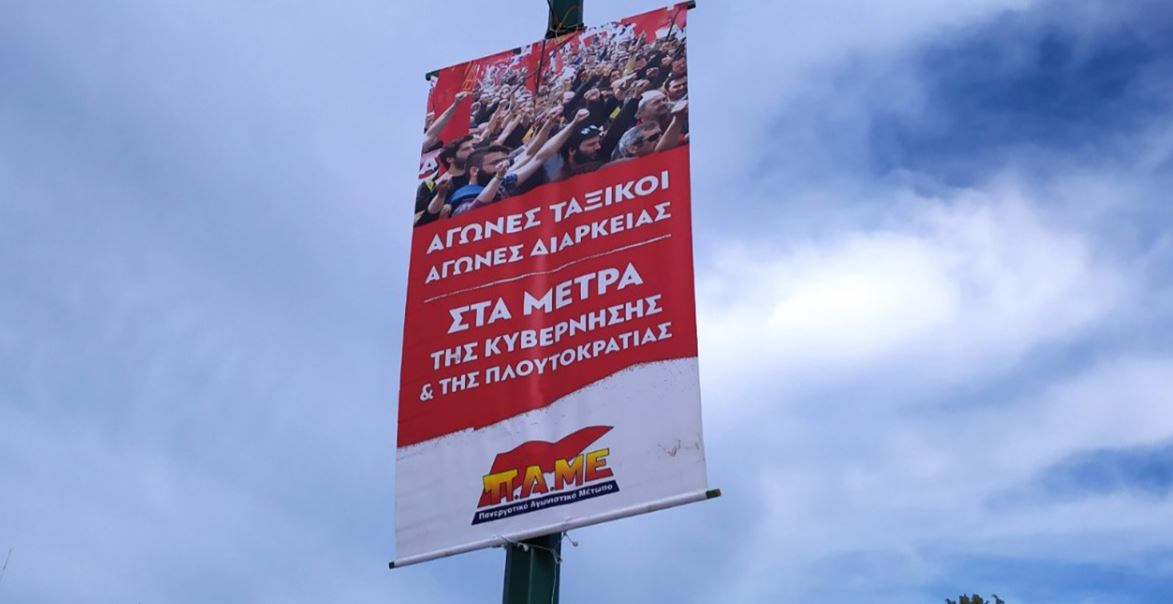 ΑΓΩΝΕΣ ΤΑΞΙΚΟΙ
ΑΓΩΝΕΣ ΔΙΑΡΚΕΙΑΣ
ΣΤΑ ΜΕΤΡΑ
ΤΗΣ ΚΥΒΕΡΝΗΣΗΣ
& ΤΗΣ ΠΛΟΥΤΟΚΡΑΤΙΑΣ
Π.Α.ΜΕ
Πανεργατικό Αγωνιστικό Μέτωπο